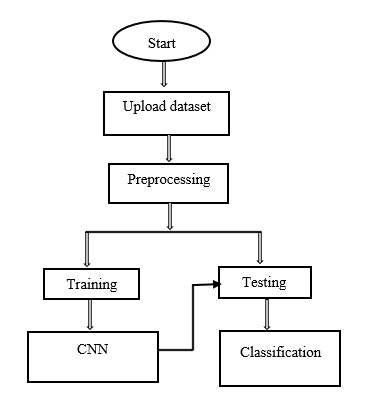 Start
Upload dataset
Preprocessing
Training
Testing
CNN
Classification